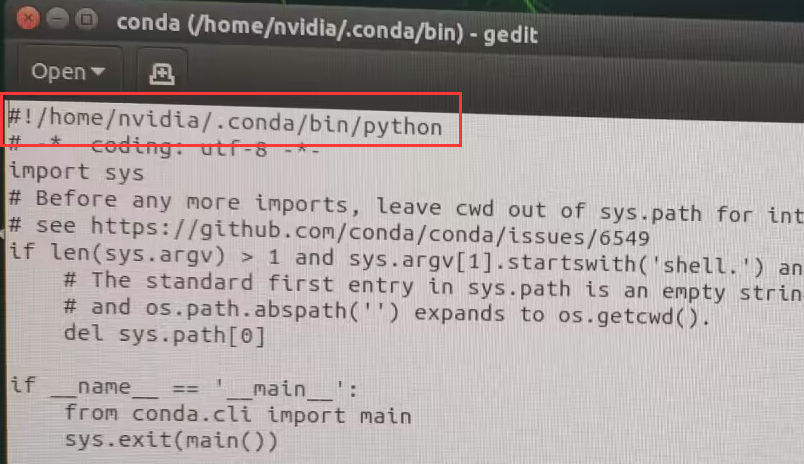 conda (/home/nvidia/.conda/bin) - gedit
Open
#!/home/nvidia/.conda/bin/python
# -*- coding: utf-8 -*-
import sys
# Before any more imports, leave cwd out of sys.path for int
# see https://github.com/conda/conda/issues/6549
if len(sys.argv) > 1 and sys.argv[1].startswith('shell.') an
# The standard first entry in sys.path is an empty strin
# and os.path.abspath('') expands to os.getcwd().
del sys.path[0]
if __name__ == '__main__':
from conda.cli import main
sys.exit(main())